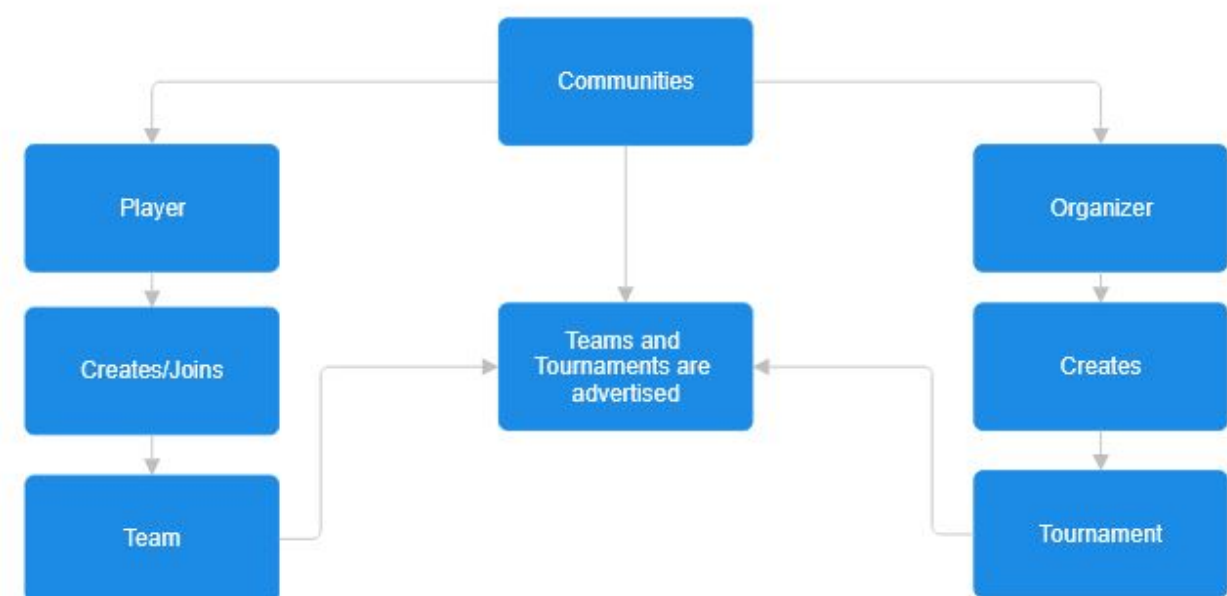 Communities
Player
Organizer
Creates/Joins
Teams and
Tournaments are
advertised
Creates
Team
Tournament